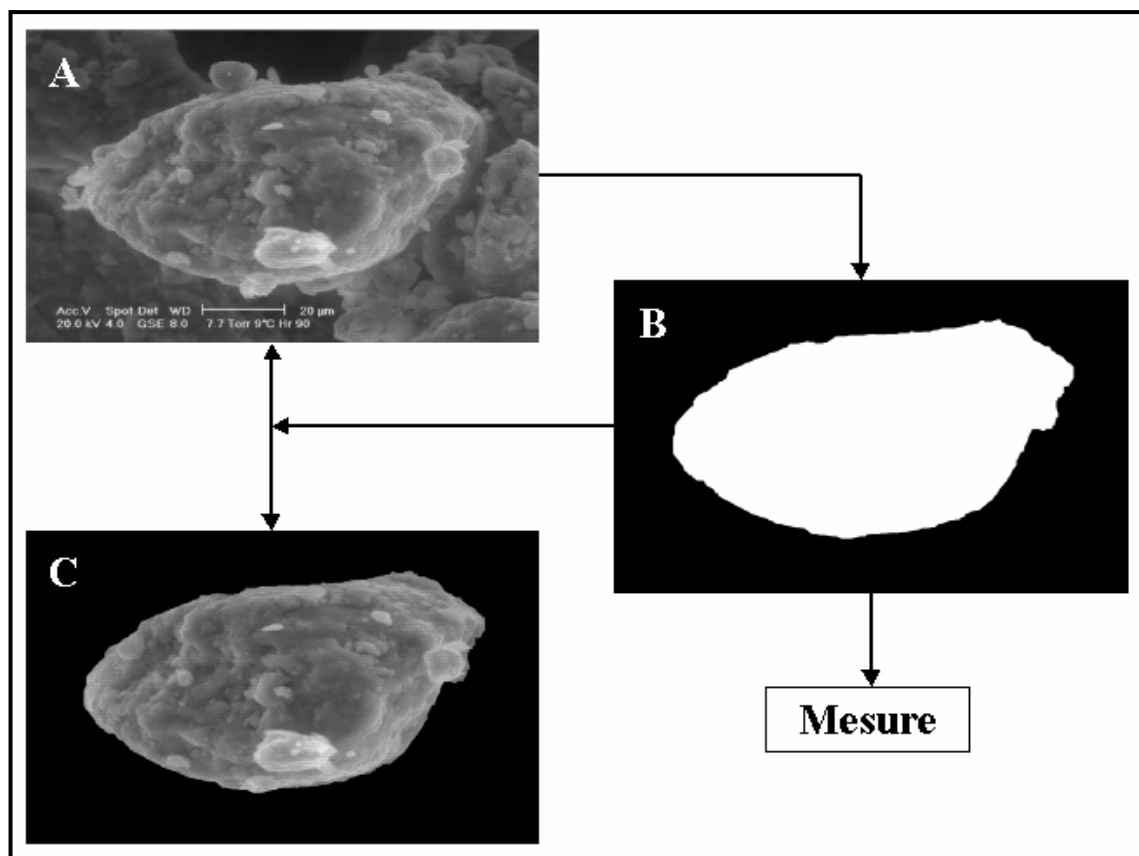 A
Acc.V Spot Det WD 20 µm
20.0 kV 4.0 GSE 8.0 7.7 Torr 9°C Hr 90
B
C
Mesure